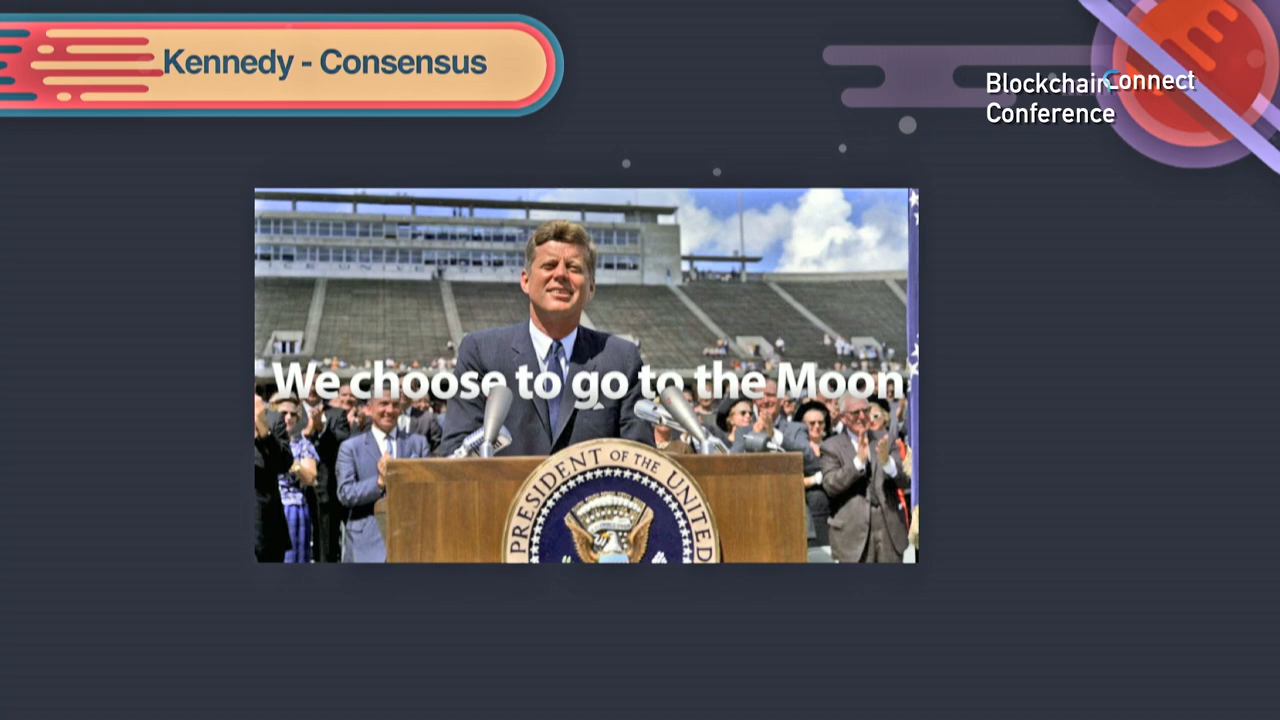 Kennedy - Consensus
Blockchain Connect
Conference
We choose to go to the Moon
PRESIDENT OF THE UNITED